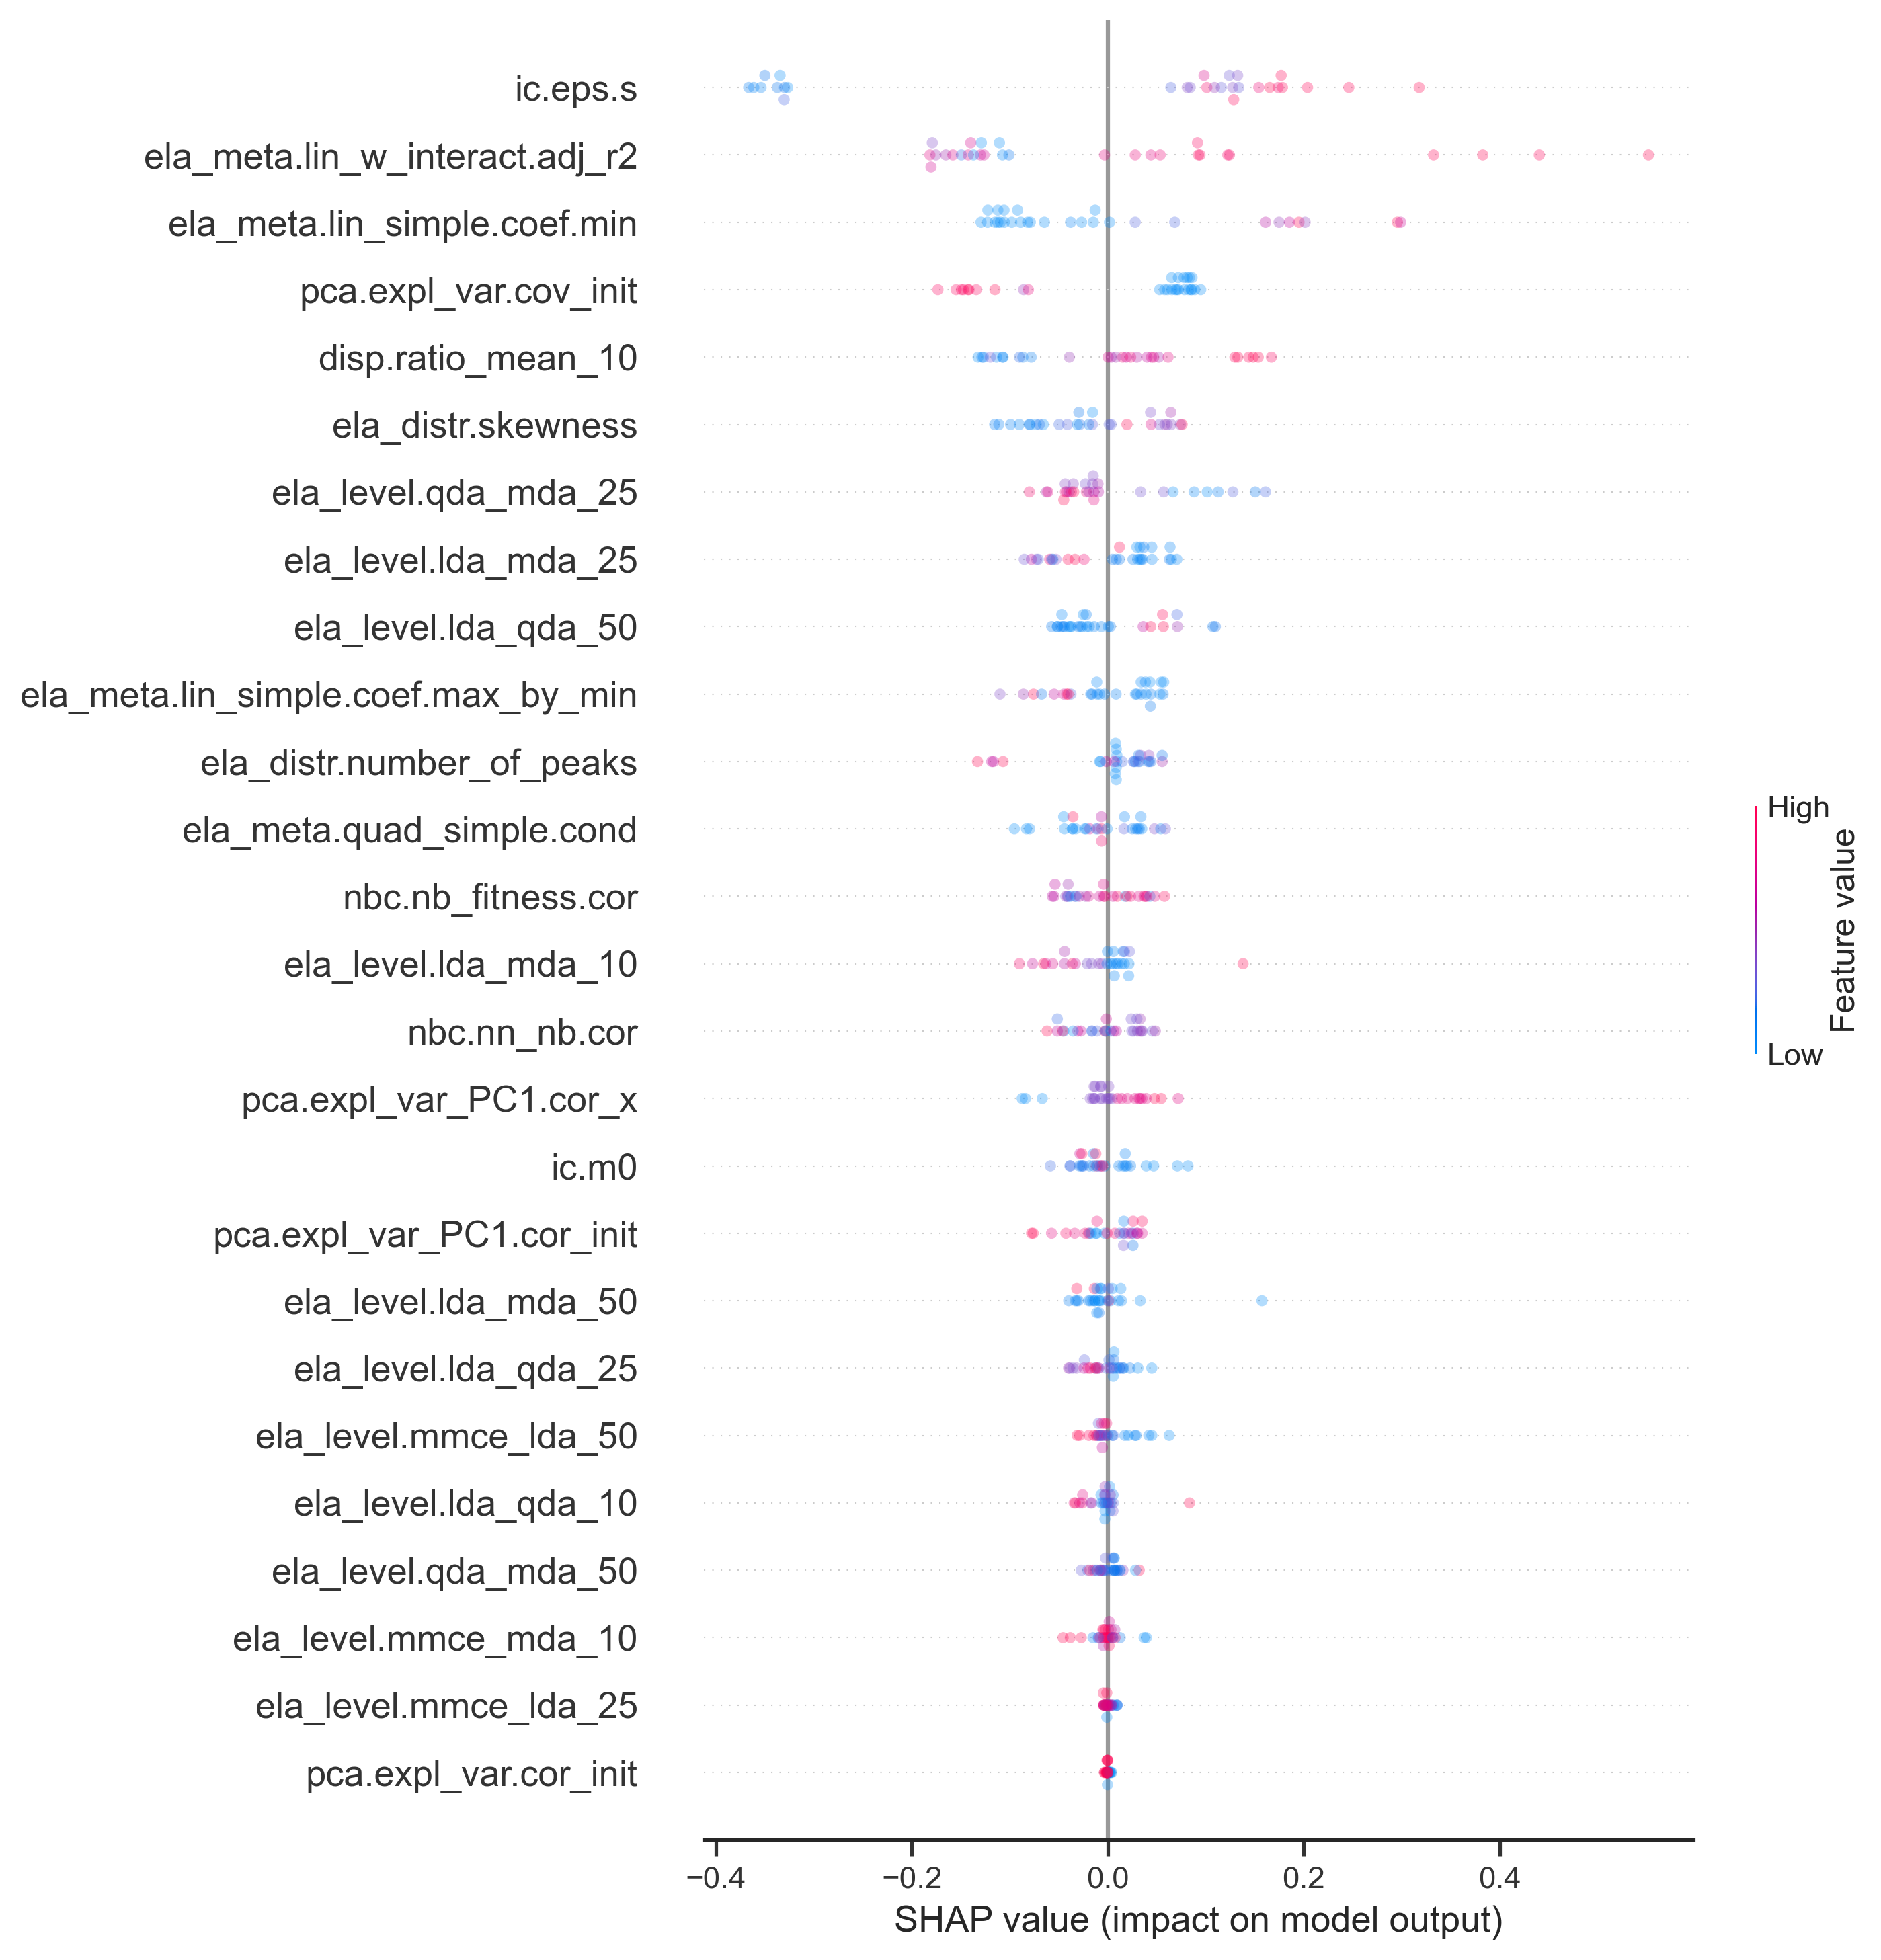 ic.eps.s
ela_meta.lin_w_interact.adj_r2
ela_meta.lin_simple.coef.min
pca.expl_var.cov_init
disp.ratio_mean_10
ela_distr.skewness
ela_level.qda_mda_25
ela_level.lda_mda_25
ela_level.lda_qda_50
ela_meta.lin_simple.coef.max_by_min
ela_distr.number_of_peaks
ela_meta.quad_simple.cond
nbc.nb_fitness.cor
ela_level.lda_mda_10
nbc.nn_nb.cor
pca.expl_var_PC1.cor_x
ic.m0
pca.expl_var_PC1.cor_init
ela_level.lda_mda_50
ela_level.lda_qda_25
ela_level.mmce_lda_50
ela_level.lda_qda_10
ela_level.qda_mda_50
ela_level.mmce_mda_10
ela_level.mmce_lda_25
pca.expl_var.cor_init
−0.4 −0.2 0.0 0.2 0.4
SHAP value (impact on model output)
High
Feature value
Low